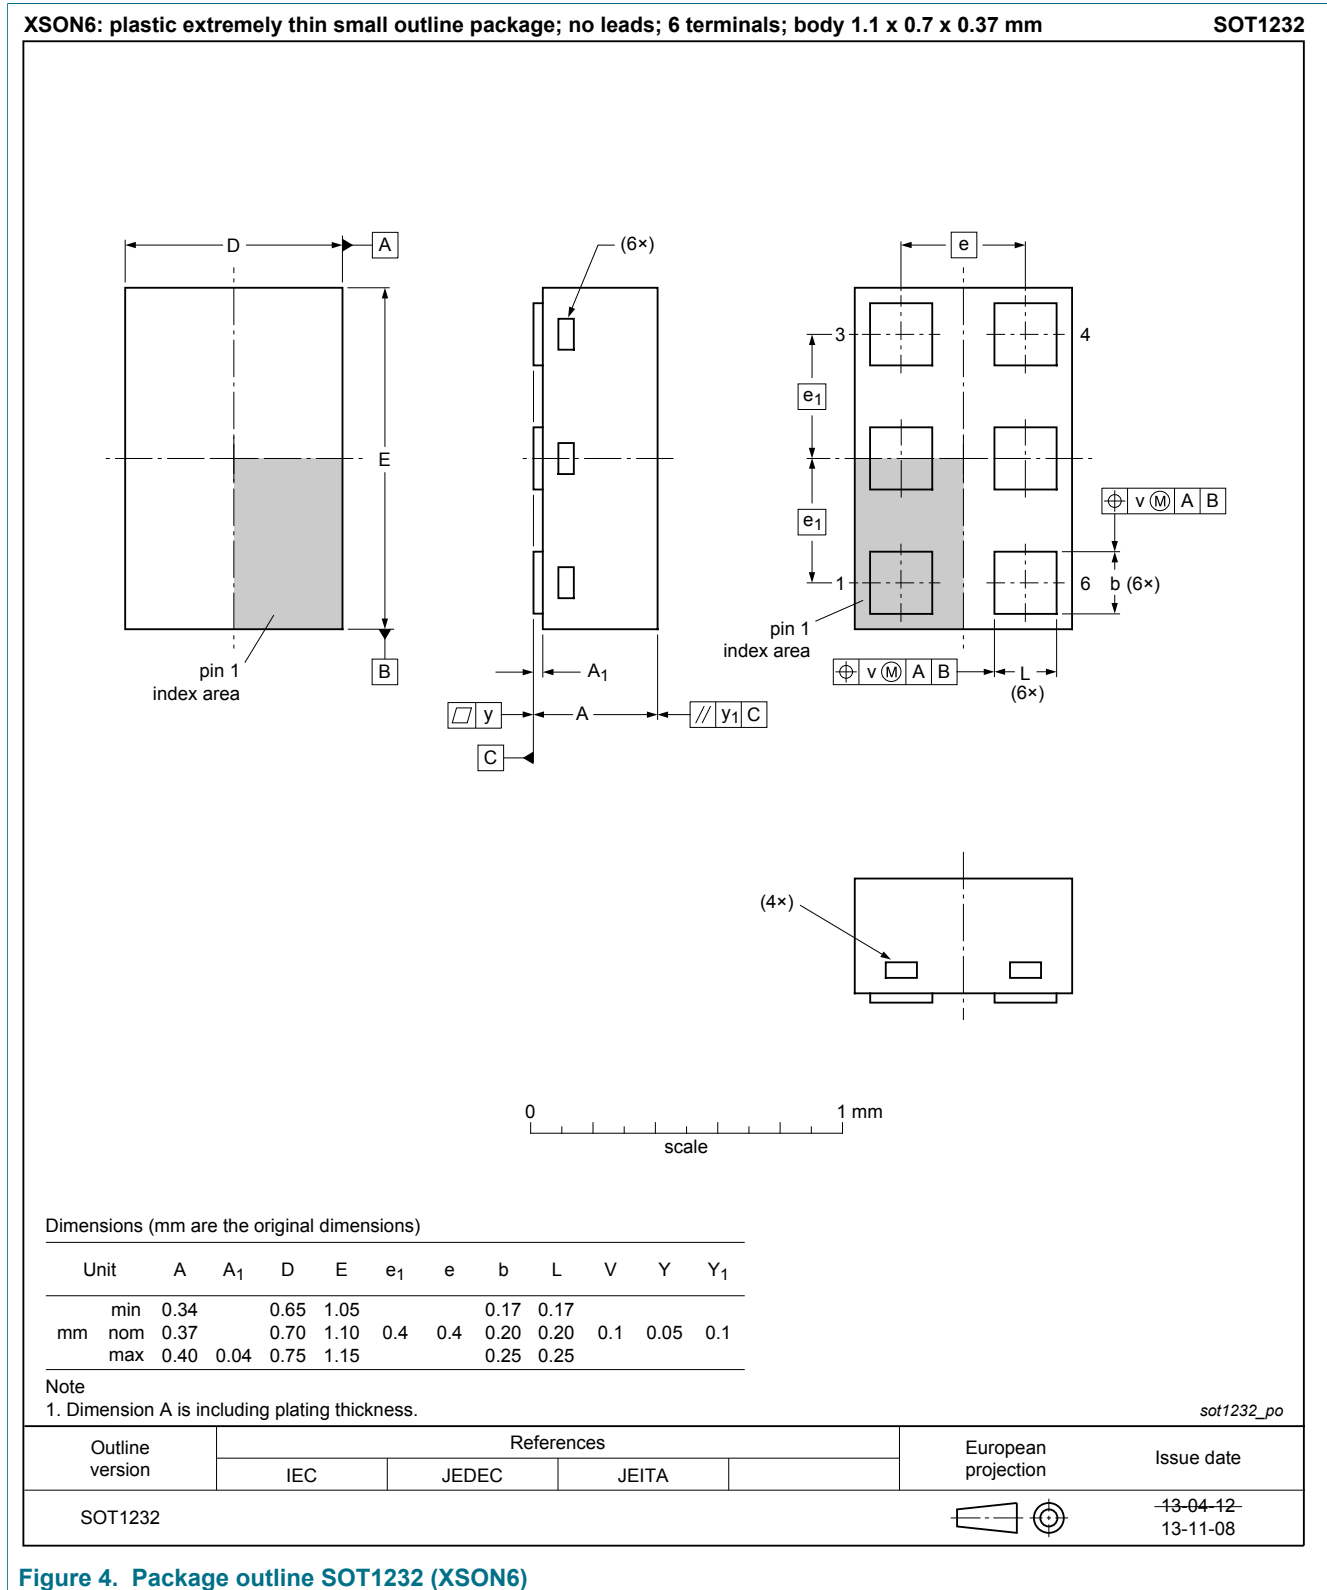 XSON6: plastic extremely thin small outline package; no leads; 6 terminals; body 1.1 x 0.7 x 0.37 mm SOT1232
D A (6×) e
3 4
e1
E
e1
v M A B
1 6 b (6×)
pin 1
index area
pin 1
index area
B A1 v M A B L
(6×)
y A // y1 C
C
(4×)
0 1 mm
scale
Dimensions (mm are the original dimensions)
Unit A A1 D E e1 e b L V Y Y1
min 0.34 0.65 1.05 0.17 0.17
mm nom 0.37 0.70 1.10 0.4 0.4 0.20 0.20 0.1 0.05 0.1
max 0.40 0.04 0.75 1.15 0.25 0.25
Note
1. Dimension A is including plating thickness.
sot1232_po
Outline version References European projection Issue date
IEC JEDEC JEITA
SOT1232 13-04-12
13-11-08
Figure 4. Package outline SOT1232 (XSON6)